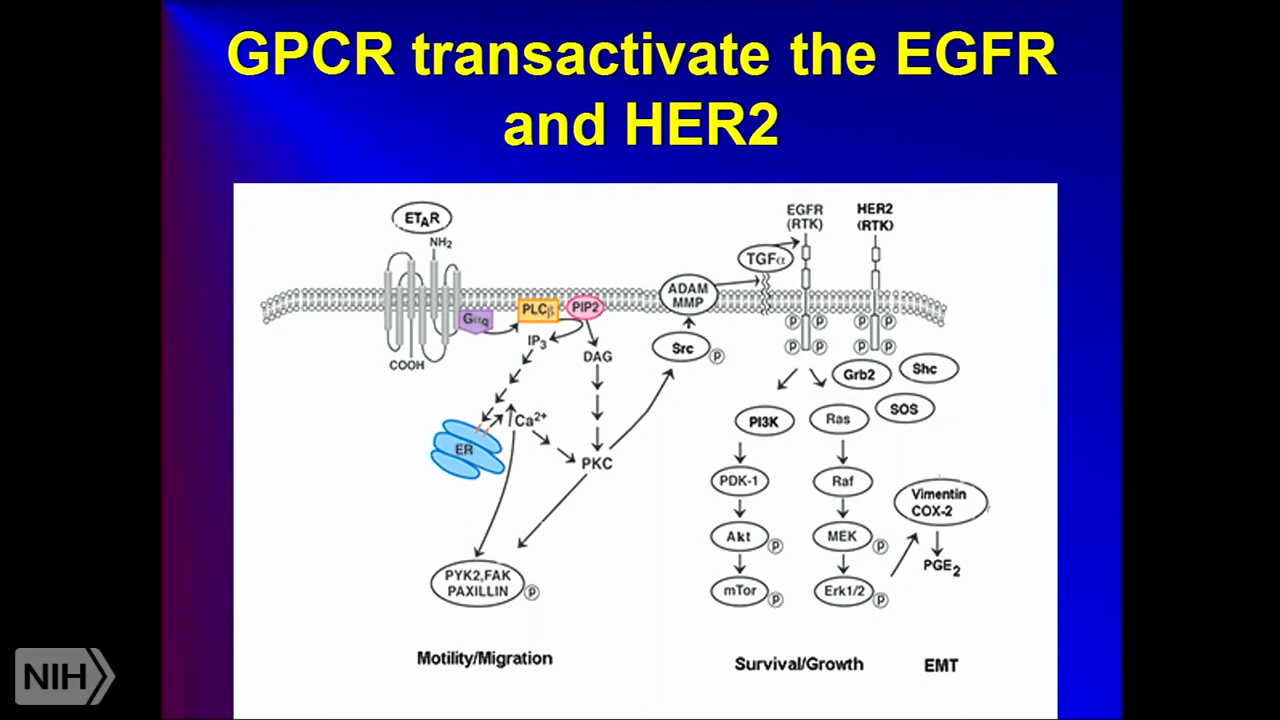 GPCR transactivate the EGFR
and HER2
ETAR
NH2
COOH
Gαq
PLCβ
PIP2
IP3
DAG
ER
Ca2+
PKC
PYK2,FAK
PAXILLIN
P
Motility/Migration
ADAM
MMP
Src
P
TGFα
EGFR
(RTK)
HER2
(RTK)
P P P P
P P P P
Grb2
Shc
SOS
PI3K
PDK-1
Akt
P
mTor
P
Ras
Raf
MEK
P
Erk1/2
P
Survival/Growth
Vimentin
COX-2
PGE2
EMT
NIH